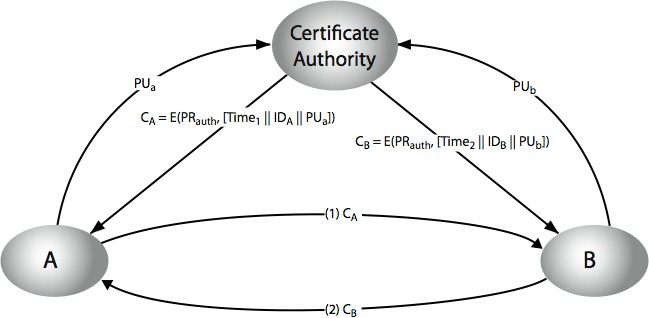 Certificate
Authority
PUa
PUb
CA = E(PRauth, [Time1 || IDA || PUa])
CB = E(PRauth, [Time2 || IDB || PUb])
(1) CA
A
B
(2) CB